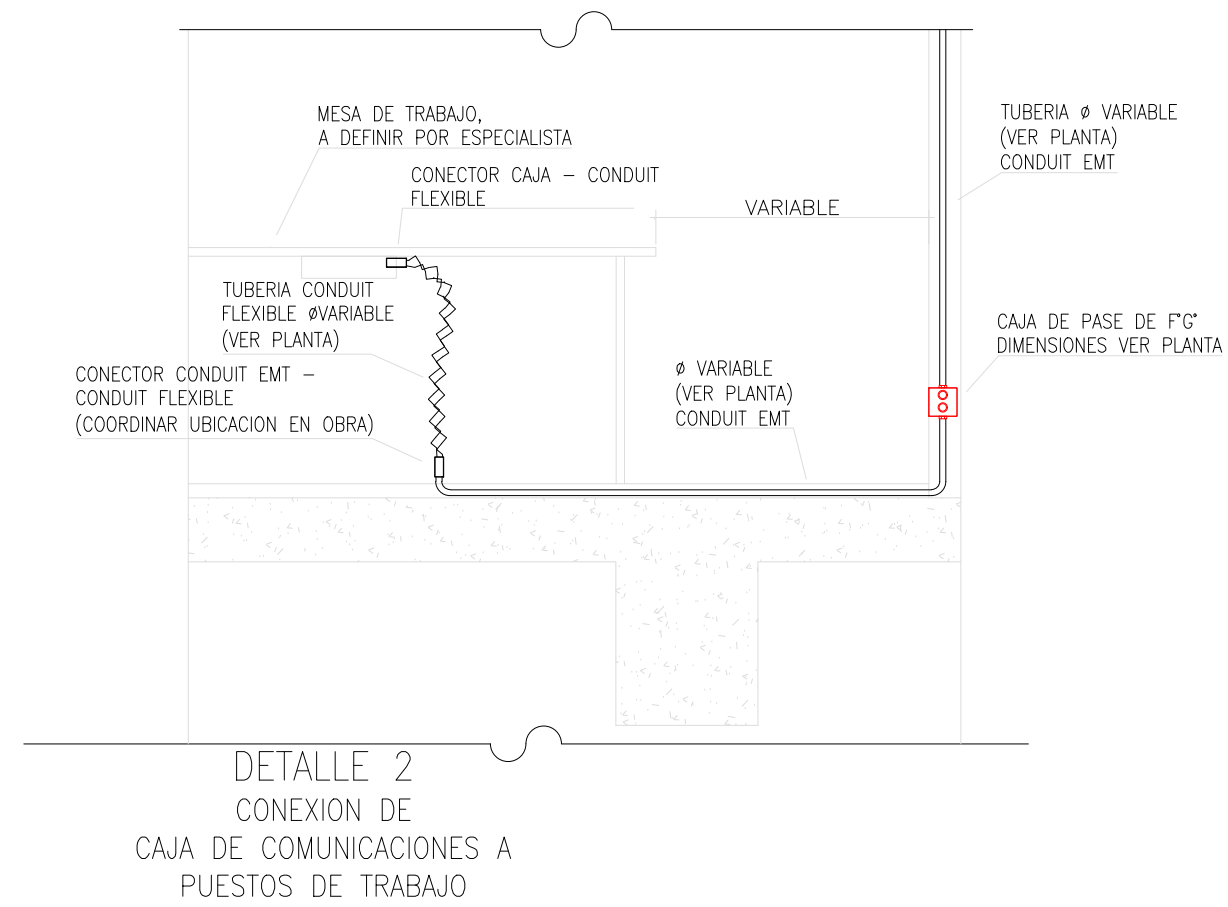 MESA DE TRABAJO,
A DEFINIR POR ESPECIALISTA
CONECTOR CAJA – CONDUIT
FLEXIBLE
VARIABLE
TUBERIA ø VARIABLE
(VER PLANTA)
CONDUIT EMT
TUBERIA CONDUIT
FLEXIBLE øVARIABLE
(VER PLANTA)
CONECTOR CONDUIT EMT –
CONDUIT FLEXIBLE
(COORDINAR UBICACION EN OBRA)
ø VARIABLE
(VER PLANTA)
CONDUIT EMT
CAJA DE PASE DE F°G°
DIMENSIONES VER PLANTA
DETALLE 2
CONEXION DE
CAJA DE COMUNICACIONES A
PUESTOS DE TRABAJO